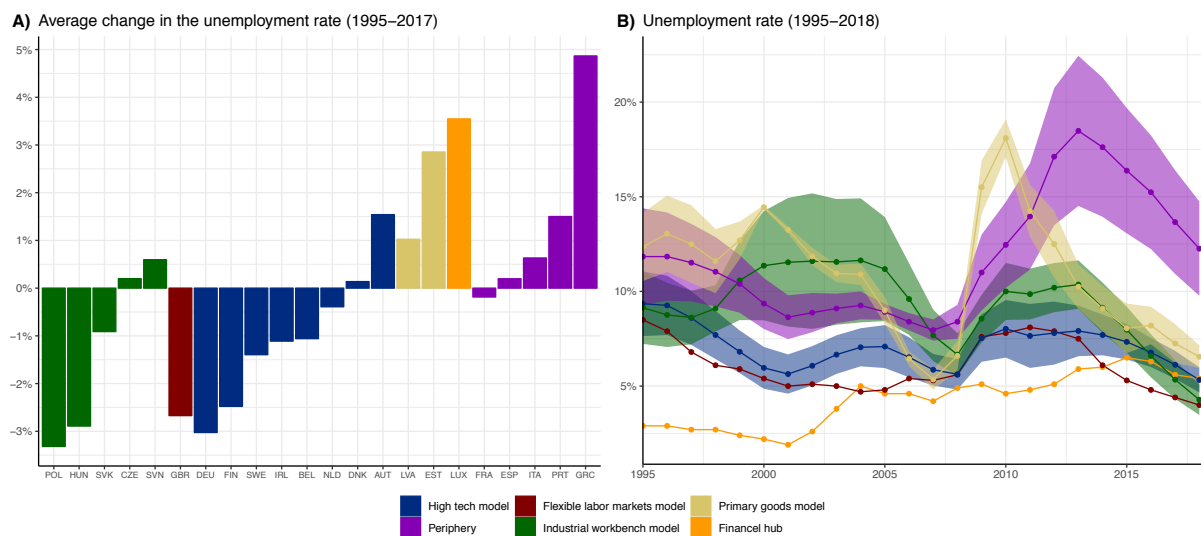 A) Average change in the unemployment rate (1995−2017)
5%
4%
3%
2%
1%
0%
−1%
−2%
−3%
POL HUN SVK CZE SVN GBR DEU FIN SWE IRL BEL NLD DNK AUT LVA EST LUX FRA ESP ITA PRT GRC
B) Unemployment rate (1995−2018)
20%
15%
10%
5%
1995 2000 2005 2010 2015
High tech model Flexible labor markets model Primary goods model
Periphery Industrial workbench model Financel hub